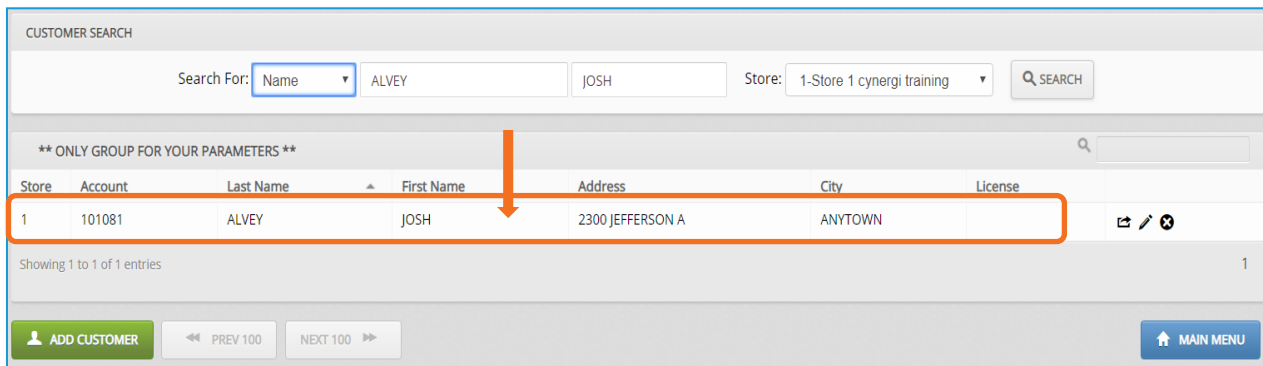 CUSTOMER SEARCH
Search For: Name ALVEY JOSH Store: 1-Store 1 cynergi training SEARCH
** ONLY GROUP FOR YOUR PARAMETERS **
Store Account Last Name First Name Address City License
1 101081 ALVEY JOSH 2300 JEFFERSON A ANYTOWN
Showing 1 to 1 of 1 entries 1
ADD CUSTOMER PREV 100 NEXT 100 MAIN MENU